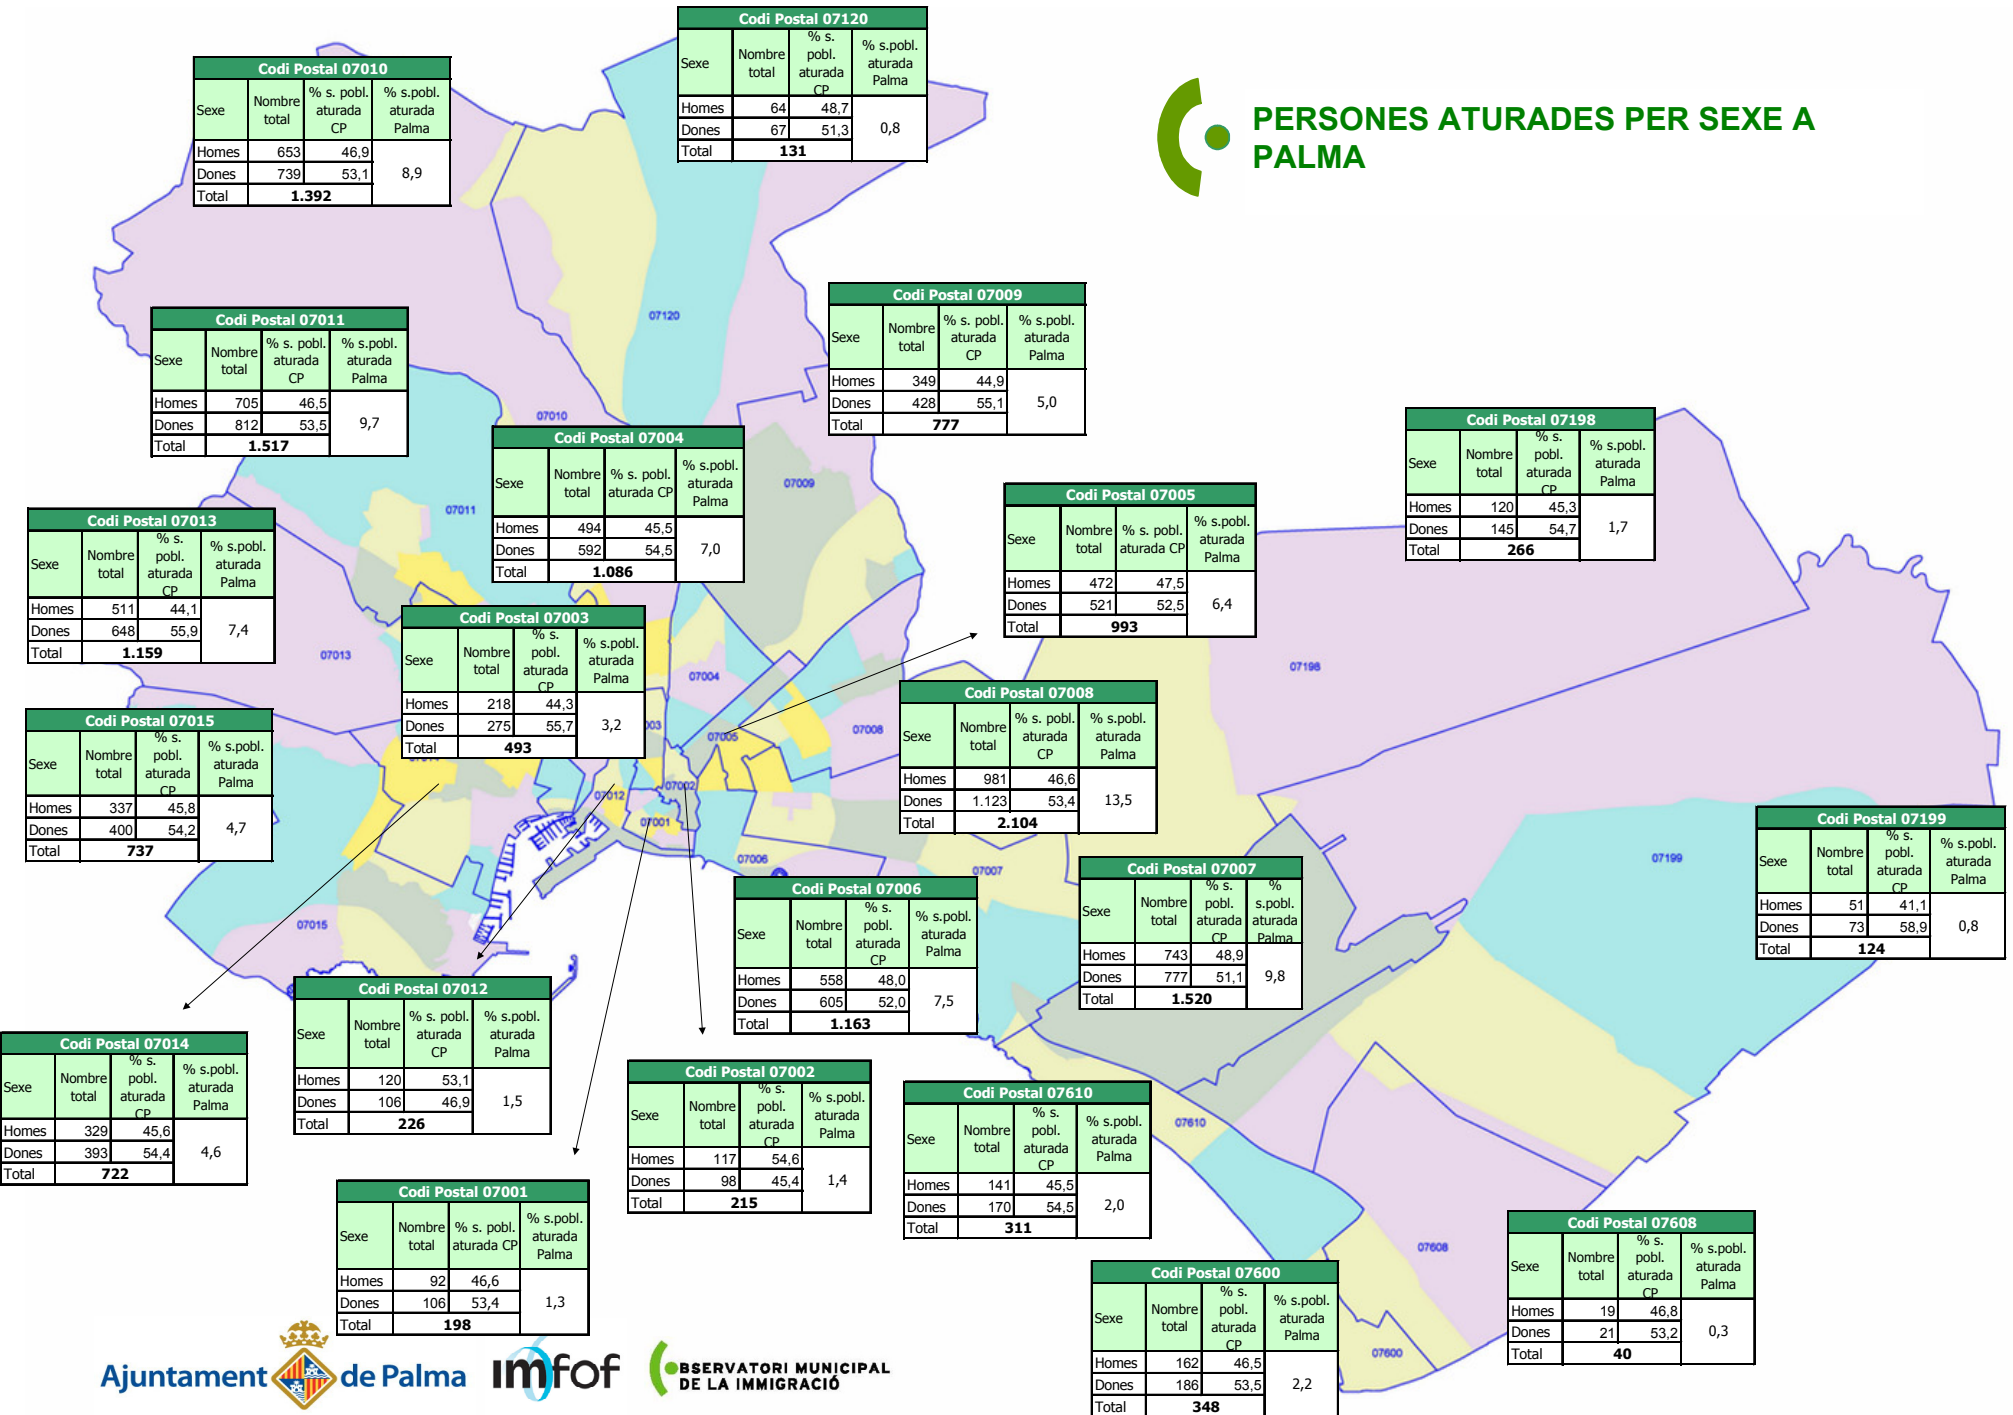 PERSONES ATURADES PER SEXE A
PALMA
Codi Postal 07120
Sexe Nombre total % s. pobl. aturada CP % s.pobl. aturada Palma
Homes 64 48,7
Dones 67 51,3
0,8
Total 131
Codi Postal 07010
Sexe Nombre total % s. pobl. aturada CP % s.pobl. aturada Palma
Homes 653 46,9
Dones 739 53,1
8,9
Total 1.392
Codi Postal 07009
Sexe Nombre total % s. pobl. aturada CP % s.pobl. aturada Palma
Homes 349 44,9
Dones 428 55,1
5,0
Total 777
Codi Postal 07011
Sexe Nombre total % s. pobl. aturada CP % s.pobl. aturada Palma
Homes 705 46,5
Dones 812 53,5
9,7
Total 1.517
Codi Postal 07004
Sexe Nombre total % s. pobl. aturada CP % s.pobl. aturada Palma
Homes 494 45,5
Dones 592 54,5
7,0
Total 1.086
Codi Postal 07198
Sexe Nombre total % s. pobl. aturada CP % s.pobl. aturada Palma
Homes 120 45,3
Dones 145 54,7
1,7
Total 266
Codi Postal 07005
Sexe Nombre total % s. pobl. aturada CP % s.pobl. aturada Palma
Homes 472 47,5
Dones 521 52,5
6,4
Total 993
Codi Postal 07013
Sexe Nombre total % s. pobl. aturada CP % s.pobl. aturada Palma
Homes 511 44,1
Dones 648 55,9
7,4
Total 1.159
Codi Postal 07003
Sexe Nombre total % s. pobl. aturada CP % s.pobl. aturada Palma
Homes 218 44,3
Dones 275 55,7
3,2
Total 493
Codi Postal 07008
Sexe Nombre total % s. pobl. aturada CP % s.pobl. aturada Palma
Homes 981 46,6
Dones 1.123 53,4
13,5
Total 2.104
Codi Postal 07015
Sexe Nombre total % s. pobl. aturada CP % s.pobl. aturada Palma
Homes 337 45,8
Dones 400 54,2
4,7
Total 737
Codi Postal 07199
Sexe Nombre total % s. pobl. aturada CP % s.pobl. aturada Palma
Homes 51 41,1
Dones 73 58,9
0,8
Total 124
Codi Postal 07007
Sexe Nombre total % s. pobl. aturada CP % s.pobl. aturada Palma
Homes 743 48,9
Dones 777 51,1
9,8
Total 1.520
Codi Postal 07006
Sexe Nombre total % s. pobl. aturada CP % s.pobl. aturada Palma
Homes 558 48,0
Dones 605 52,0
7,5
Total 1.163
Codi Postal 07012
Sexe Nombre total % s. pobl. aturada CP % s.pobl. aturada Palma
Homes 120 53,1
Dones 106 46,9
1,5
Total 226
Codi Postal 07014
Sexe Nombre total % s. pobl. aturada CP % s.pobl. aturada Palma
Homes 329 45,6
Dones 393 54,4
4,6
Total 722
Codi Postal 07002
Sexe Nombre total % s. pobl. aturada CP % s.pobl. aturada Palma
Homes 117 54,6
Dones 98 45,4
1,4
Total 215
Codi Postal 07610
Sexe Nombre total % s. pobl. aturada CP % s.pobl. aturada Palma
Homes 141 45,5
Dones 170 54,5
2,0
Total 311
Codi Postal 07001
Sexe Nombre total % s. pobl. aturada CP % s.pobl. aturada Palma
Homes 92 46,6
Dones 106 53,4
1,3
Total 198
Codi Postal 07608
Sexe Nombre total % s. pobl. aturada CP % s.pobl. aturada Palma
Homes 19 46,8
Dones 21 53,2
0,3
Total 40
Codi Postal 07600
Sexe Nombre total % s. pobl. aturada CP % s.pobl. aturada Palma
Homes 162 46,5
Dones 186 53,5
2,2
Total 348
07120
07010
07009
07011
07013
07004
07198
07005
07008
07002
07012
07001
07006
07007
07199
07015
07610
07608
07600
Ajuntament de Palma
imfof
OBSERVATORI MUNICIPAL
DE LA IMMIGRACIÓ